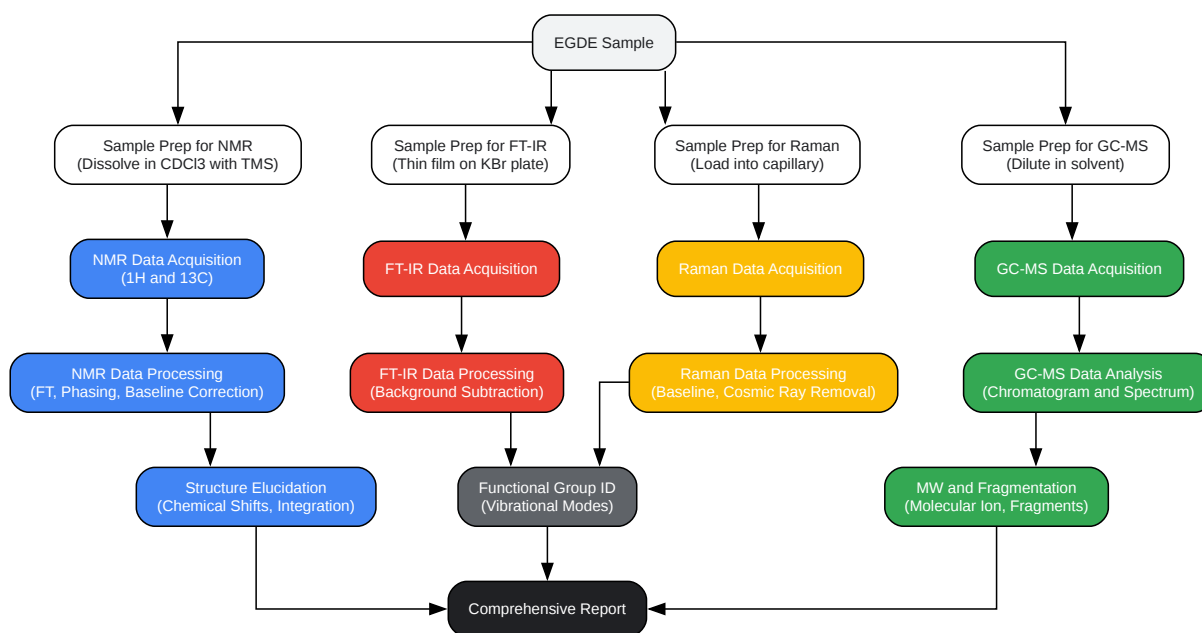 EGDE Sample
Sample Prep for NMR
(Dissolve in CDCl3 with TMS)
Sample Prep for FT-IR
(Thin film on KBr plate)
Sample Prep for Raman
(Load into capillary)
Sample Prep for GC-MS
(Dilute in solvent)
NMR Data Acquisition
(1H and 13C)
FT-IR Data Acquisition
Raman Data Acquisition
GC-MS Data Acquisition
NMR Data Processing
(FT, Phasing, Baseline Correction)
FT-IR Data Processing
(Background Subtraction)
Raman Data Processing
(Baseline, Cosmic Ray Removal)
GC-MS Data Analysis
(Chromatogram and Spectrum)
Structure Elucidation
(Chemical Shifts, Integration)
Functional Group ID
(Vibrational Modes)
MW and Fragmentation
(Molecular Ion, Fragments)
Comprehensive Report